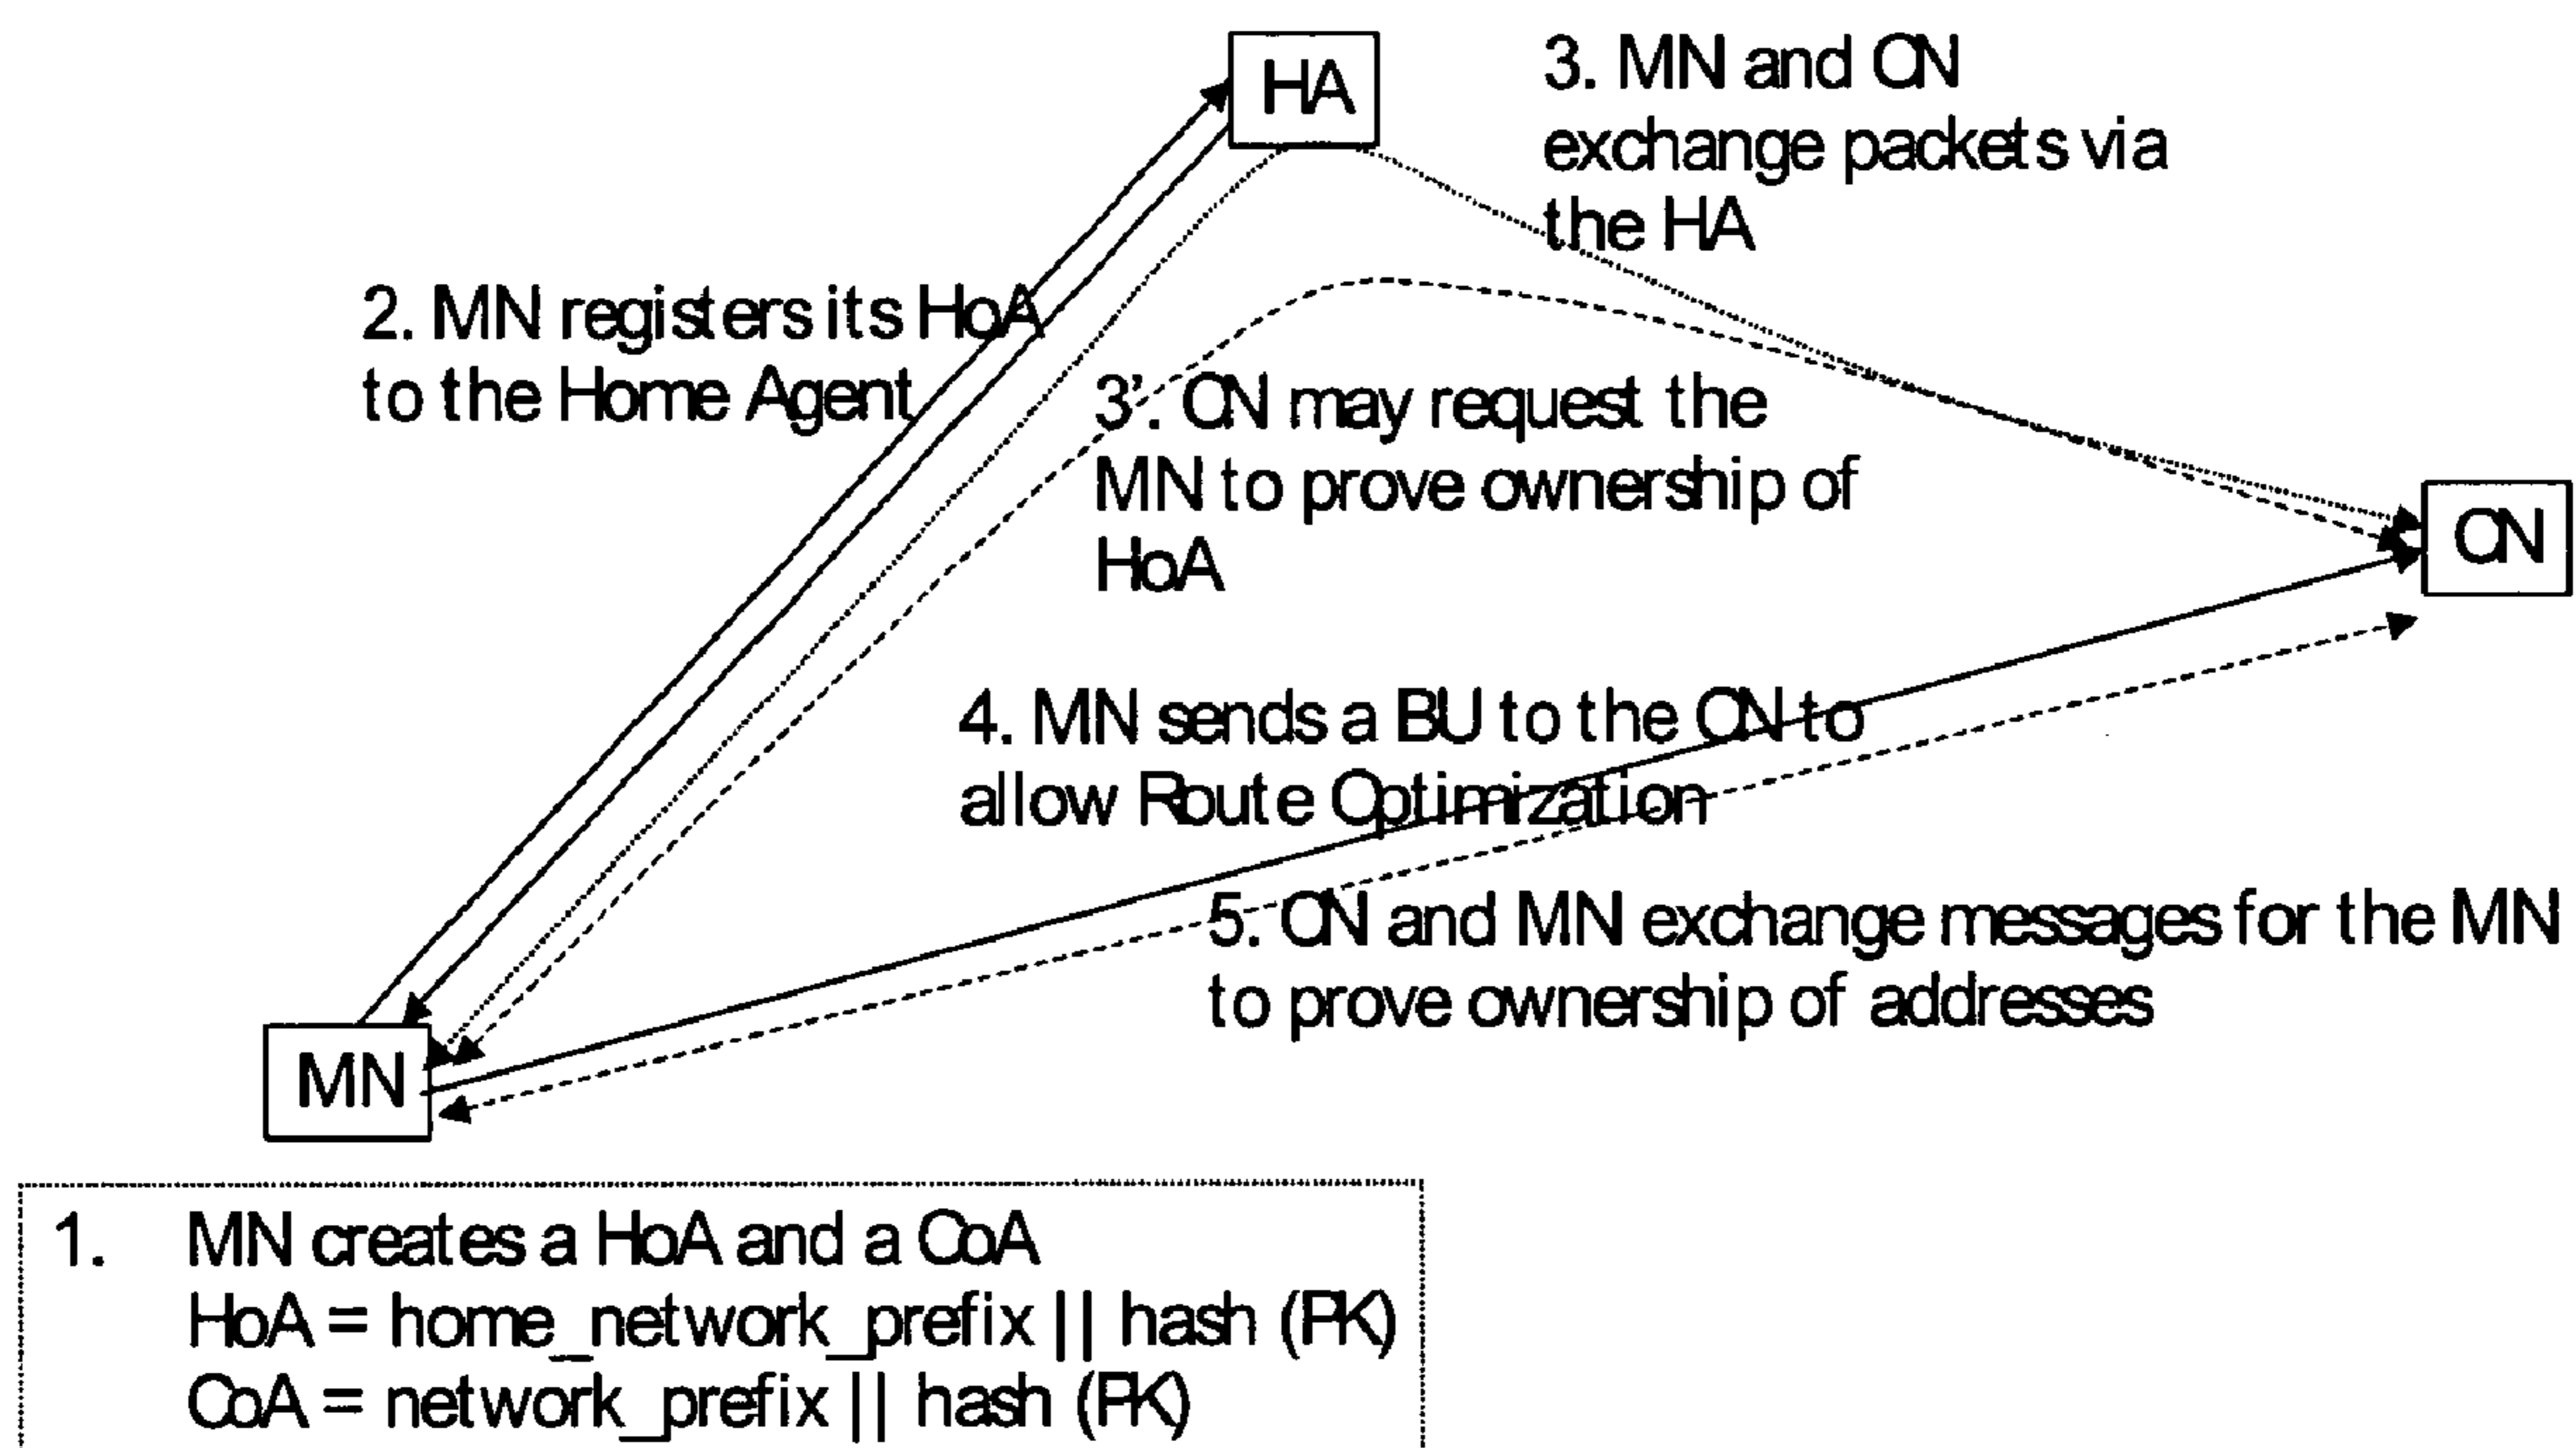 HA
3. MN and CN
exchange packets via
the HA
2. MN registers its HoA
to the Home Agent
3'. CN may request the
MN to prove ownership of
HoA
CN
4. MN sends a BU to the CN to
allow Route Optimization
5. CN and MN exchange messages for the MN
to prove ownership of addresses
MN
1. MN creates a HoA and a CoA
HoA = home_network_prefix || hash (PK)
CoA = network_prefix || hash (PK)